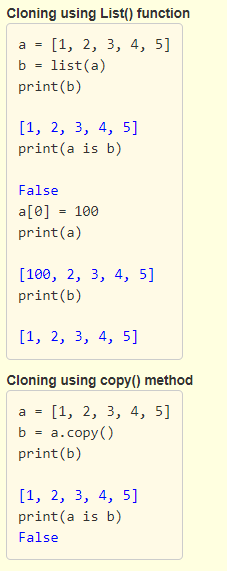 Cloning using List() function
a = [1, 2, 3, 4, 5]
b = list(a)
print(b)
[1, 2, 3, 4, 5]
print(a is b)
False
a[0] = 100
print(a)
[100, 2, 3, 4, 5]
print(b)
[1, 2, 3, 4, 5]
Cloning using copy() method
a = [1, 2, 3, 4, 5]
b = a.copy()
print(b)
[1, 2, 3, 4, 5]
print(a is b)
False